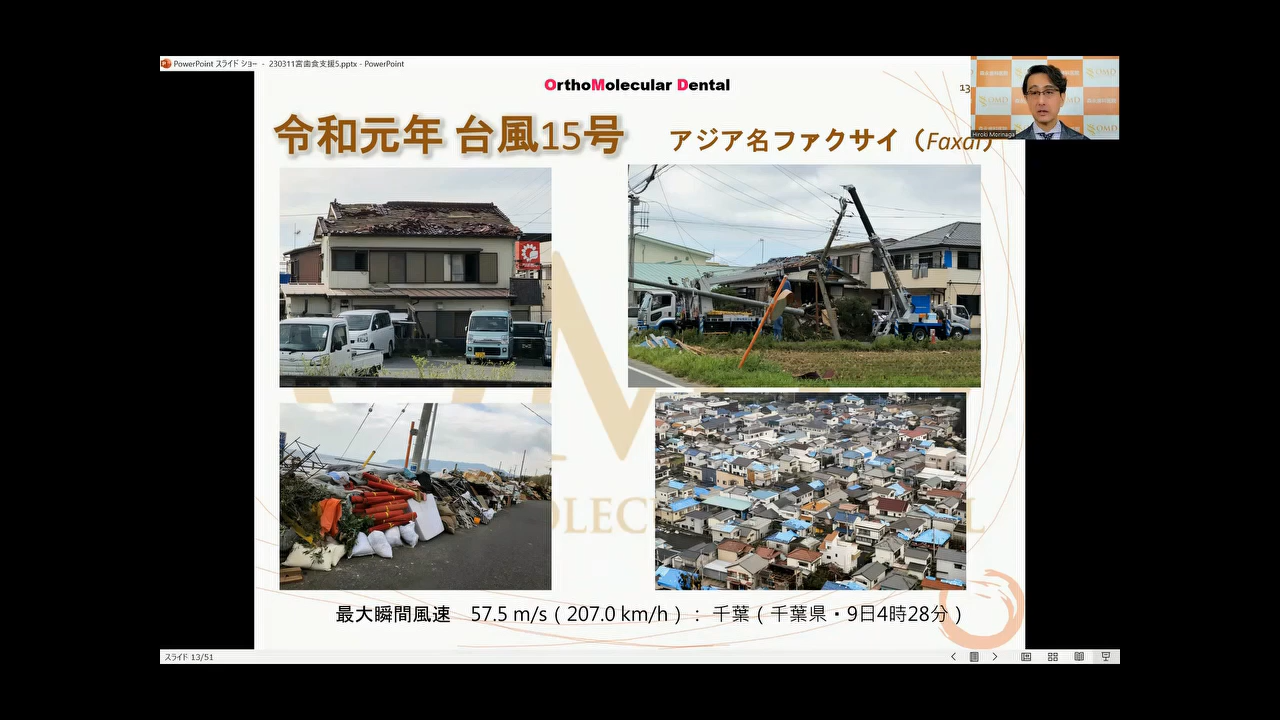 PowerPoint スライド ショー - 230311宮歯食支援5.pptx - PowerPoint
OrthoMolecular Dental
13
令和元年 台風15号
アジア名ファクサイ（Faxai）
Hiroki Morinaga
OMD
OMD
OMD
最大瞬間風速 57.5 m/s ( 207.0 km/h ) ： 千葉 ( 千葉県・9日4時28分 )
スライド 13/51